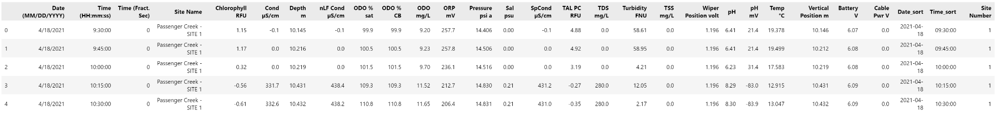 Date (MM/DD/YYYY) Time (HH:mm:ss) Time (Fract. Sec) Site Name Chlorophyll RFU Cond µS/cm Depth m nLF Cond µS/cm ODO % sat ODO % CB ODO mg/L ORP mV Pressure psi a Sal psu SpCond µS/cm TAL PC RFU TDS mg/L Turbidity FNU TSS mg/L Wiper Position volt pH pH mV Temp °C Vertical Position m Battery V Cable Pwr V Date_sort Time_sort Site Number
0 4/18/2021 9:30:00 0 Passenger Creek - SITE 1 1.15 -0.1 10.145 -0.1 99.9 99.9 9.20 257.7 14.406 0.00 -0.1 4.88 0.0 58.61 0.0 1.196 6.41 21.4 19.378 10.146 6.07 0.0 2021-04-18 09:30:00 1
1 4/18/2021 9:45:00 0 Passenger Creek - SITE 1 1.17 0.0 10.216 0.0 100.5 100.5 9.23 257.8 14.506 0.00 0.0 4.92 0.0 58.95 0.0 1.196 6.41 21.4 19.499 10.212 6.08 0.0 2021-04-18 09:45:00 1
2 4/18/2021 10:00:00 0 Passenger Creek - SITE 1 0.32 0.0 10.219 0.0 101.5 101.5 9.70 236.1 14.516 0.00 0.0 3.19 0.0 4.21 0.0 1.196 6.23 31.4 17.583 10.219 6.08 0.0 2021-04-18 10:00:00 1
3 4/18/2021 10:15:00 0 Passenger Creek - SITE 1 -0.56 331.7 10.431 438.4 109.3 109.3 11.52 212.7 14.830 0.21 431.2 -0.27 280.0 12.05 0.0 1.196 8.29 -83.0 12.915 10.431 6.09 0.0 2021-04-18 10:15:00 1
4 4/18/2021 10:30:00 0 Passenger Creek - SITE 1 -0.61 332.6 10.432 438.2 110.8 110.8 11.65 206.4 14.831 0.21 431.0 -0.35 280.0 2.17 0.0 1.196 8.30 -83.9 13.047 10.432 6.09 0.0 2021-04-18 10:30:00 1